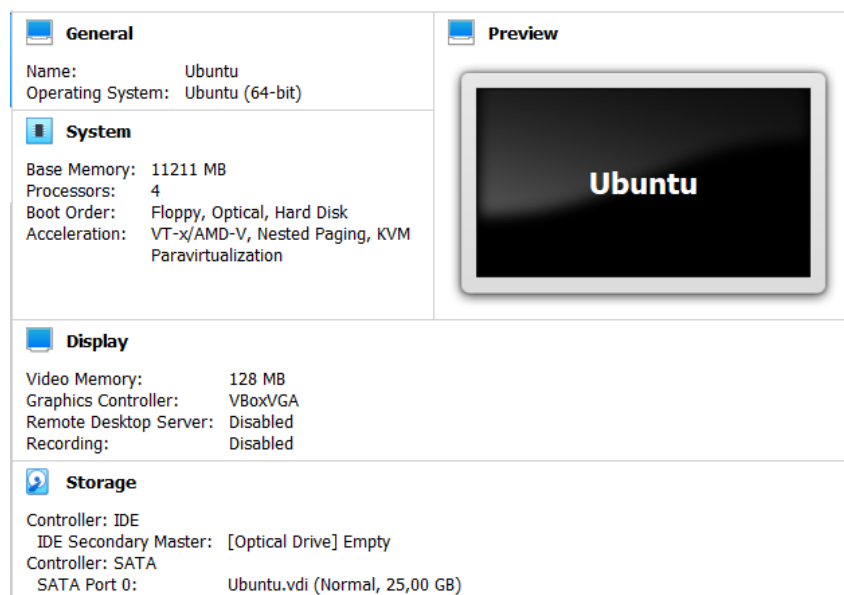 General
Name: Ubuntu
Operating System: Ubuntu (64-bit)
System
Base Memory: 11211 MB
Processors: 4
Boot Order: Floppy, Optical, Hard Disk
Acceleration: VT-x/AMD-V, Nested Paging, KVM
Paravirtualization
Preview
Ubuntu
Display
Video Memory: 128 MB
Graphics Controller: VBoxVGA
Remote Desktop Server: Disabled
Recording: Disabled
Storage
Controller: IDE
IDE Secondary Master: [Optical Drive] Empty
Controller: SATA
SATA Port 0: Ubuntu.vdi (Normal, 25,00 GB)